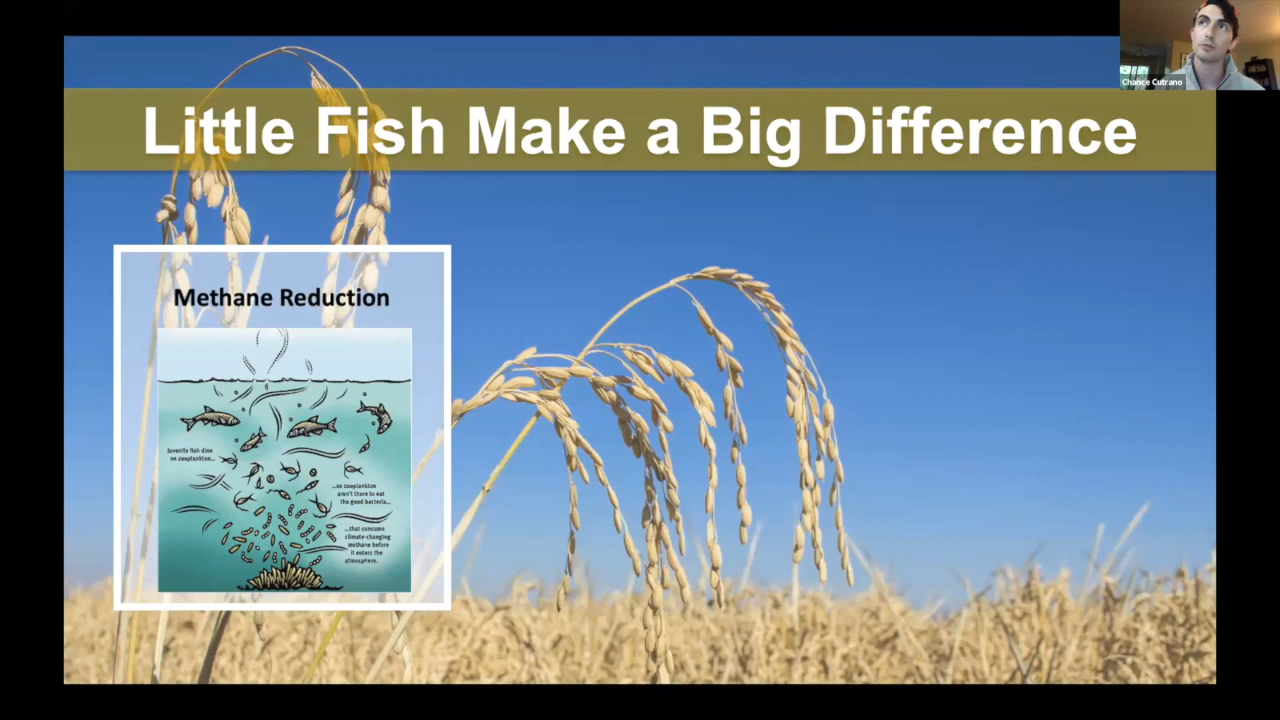 Chance Cutrano
Little Fish Make a Big Difference
Methane Reduction
Juvenile fish dine
on zooplankton...
...so zooplankton
aren't there to eat
the good bacteria...
...that consume
climate-changing
methane before
it enters the
atmosphere.